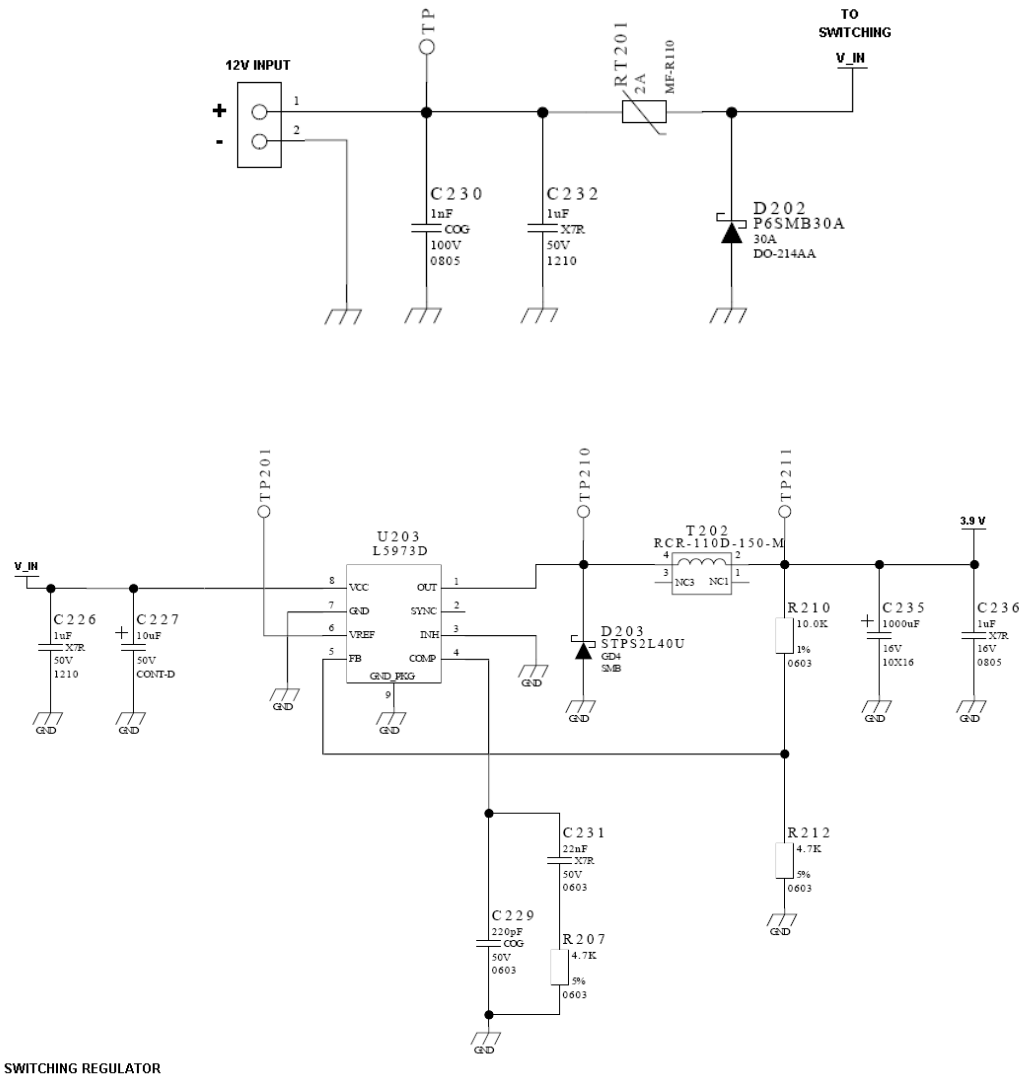 TO
SWITCHING
V_IN
TP
12V INPUT
+
-
1
2
RT201
2A
MF-R110
C230
1nF
COG
100V
0805
C232
1uF
X7R
50V
1210
D202
P6SMB30A
30A
DO-214AA
TP201
TP210
TP211
U203
L5973D
T202
RCR-110D-150-M
3.9 V
V_IN
8 VCC
OUT 1
7 GND
SYNC 2
6 VREF
INH 3
5 FB
COMP 4
GND_PKG
9
4
2
3 NC3
NC1 1
C226
1uF
X7R
50V
1210
C227
+
10uF
50V
CONT-D
D203
STPS2L40U
GD4
SMB
R210
10.0K
1%
0603
C235
1000uF
+
16V
10X16
C236
1uF
X7R
16V
0805
GND
GND
GND
GND
GND
GND
GND
GND
C231
22nF
X7R
50V
0603
R212
4.7K
5%
0603
GND
C229
220pF
COG
50V
0603
R207
4.7K
5%
0603
GND
SWITCHING REGULATOR